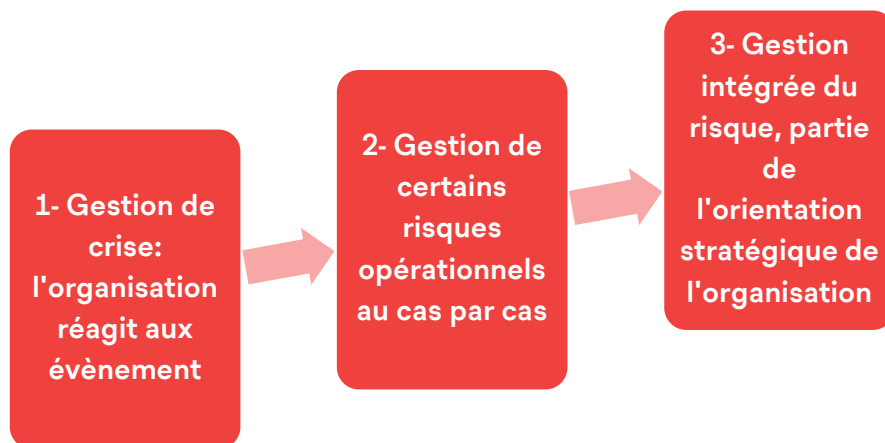 1- Gestion de
crise:
l'organisation
réagit aux
évènement
2- Gestion de
certains
risques
opérationnels
au cas par cas
3- Gestion
intégrée du
risque, partie
de
l'orientation
stratégique de
l'organisation